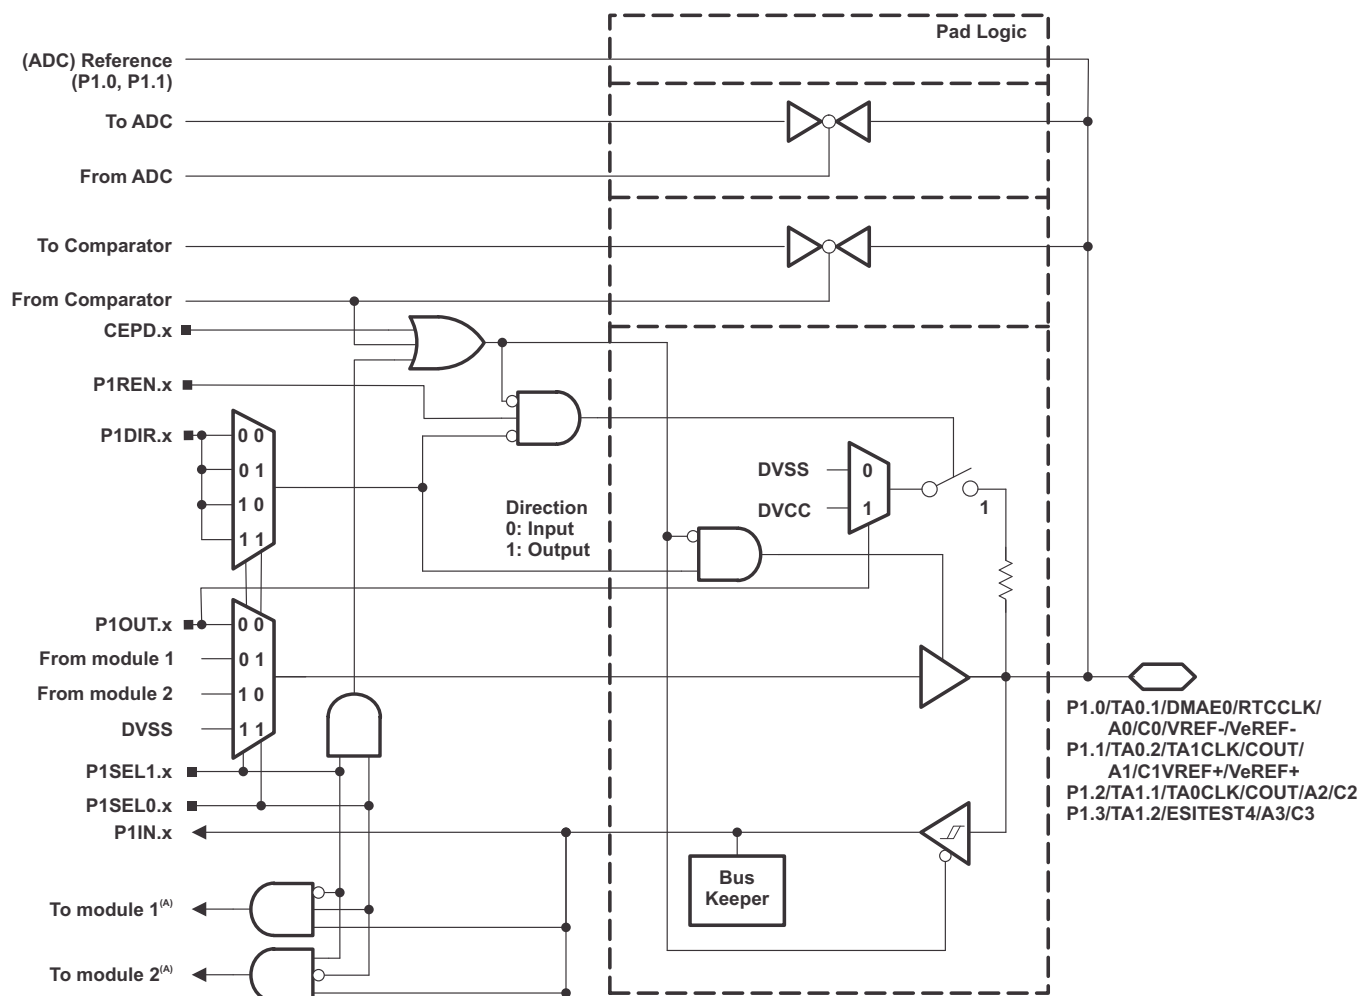 Pad Logic
(ADC) Reference
(P1.0, P1.1)
To ADC
From ADC
To Comparator
From Comparator
CEPD.x
P1REN.x
P1DIR.x
0 0
0 1
1 0
1 1
Direction
0: Input
1: Output
DVSS
0
DVCC
1
1
P1OUT.x
0 0
From module 1
0 1
From module 2
1 0
DVSS
1 1
P1SEL1.x
P1SEL0.x
P1IN.x
Bus
Keeper
To module 1(A)
To module 2(A)
P1.0/TA0.1/DMAE0/RTCCLK/
A0/C0/VREF-/VeREF-
P1.1/TA0.2/TA1CLK/COUT/
A1/C1VREF+/VeREF+
P1.2/TA1.1/TA0CLK/COUT/A2/C2
P1.3/TA1.2/ESITEST4/A3/C3